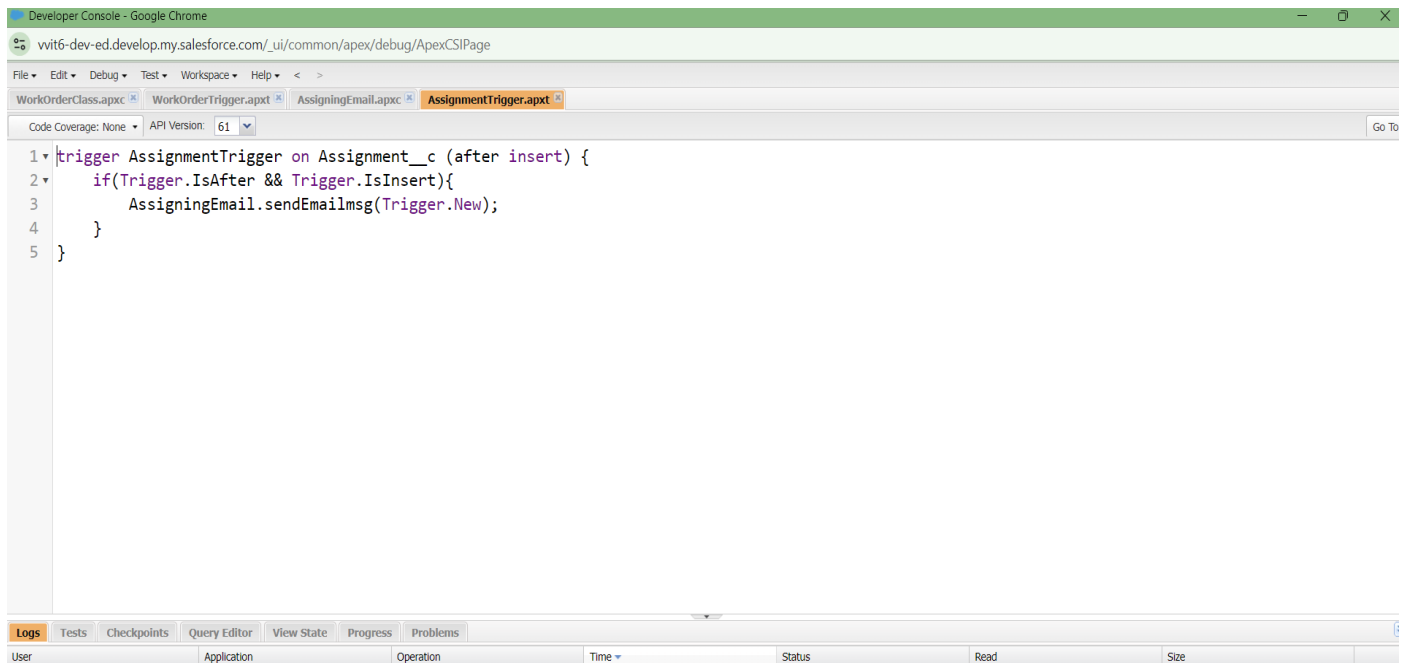 Developer Console - Google Chrome
vvit6-dev-ed.develop.my.salesforce.com/_ui/common/apex/debug/ApexCSIPage
File Edit Debug Test Workspace Help < >
WorkOrderClass.apxc WorkOrderTrigger.apxt AssigningEmail.apxc AssignmentTrigger.apxt
Code Coverage: None API Version: 61 Go To
1 trigger AssignmentTrigger on Assignment__c (after insert) {
2 if(Trigger.IsAfter && Trigger.IsInsert){
3 AssigningEmail.sendEmailmsg(Trigger.New);
4 }
5 }
Logs Tests Checkpoints Query Editor View State Progress Problems
User Application Operation Time Status Read Size